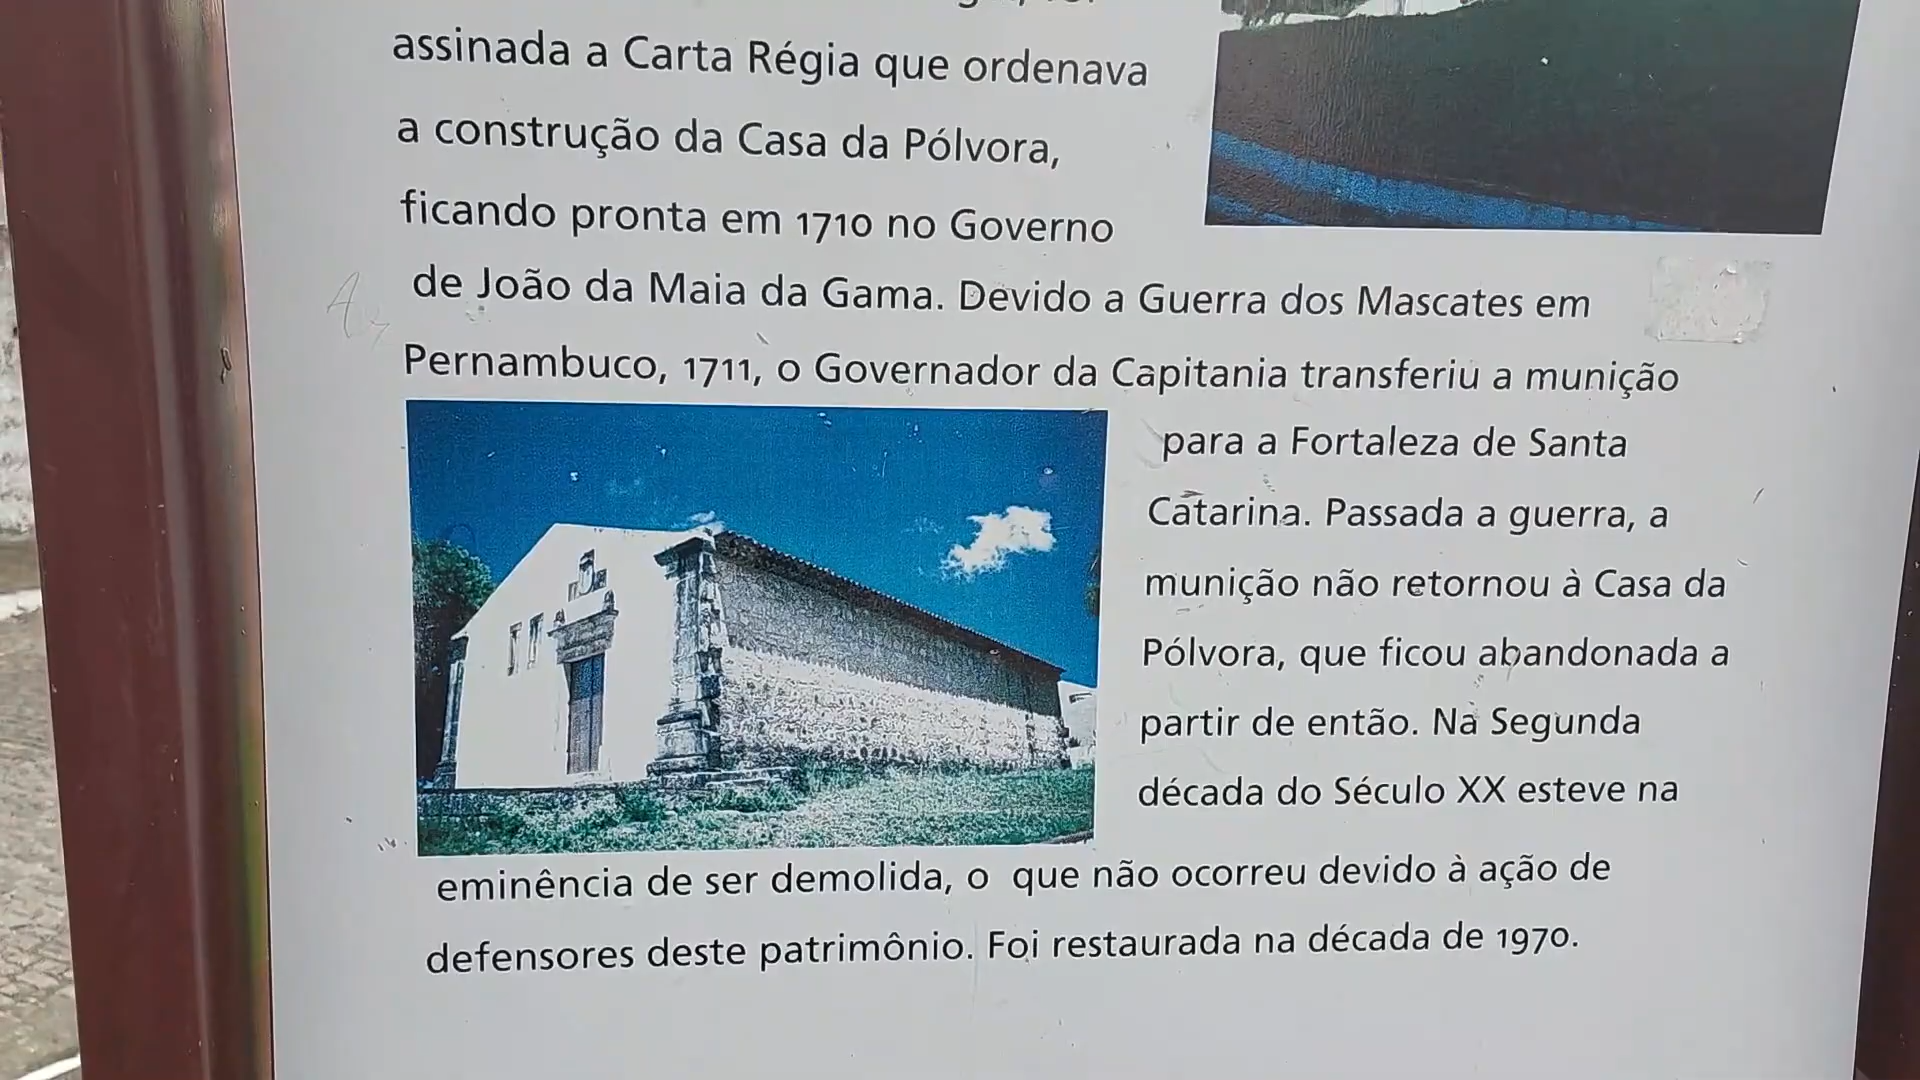 assinada a Carta Régia que ordenava
a construção da Casa da Pólvora,
ficando pronta em 1710 no Governo
de João da Maia da Gama. Devido a Guerra dos Mascates em
Pernambuco, 1711, o Governador da Capitania transferiu a munição
para a Fortaleza de Santa
Catarina. Passada a guerra, a
munição não retornou à Casa da
Pólvora, que ficou abandonada a
partir de então. Na Segunda
década do Século XX esteve na
eminência de ser demolida, o que não ocorreu devido à ação de
defensores deste patrimônio. Foi restaurada na década de 1970.